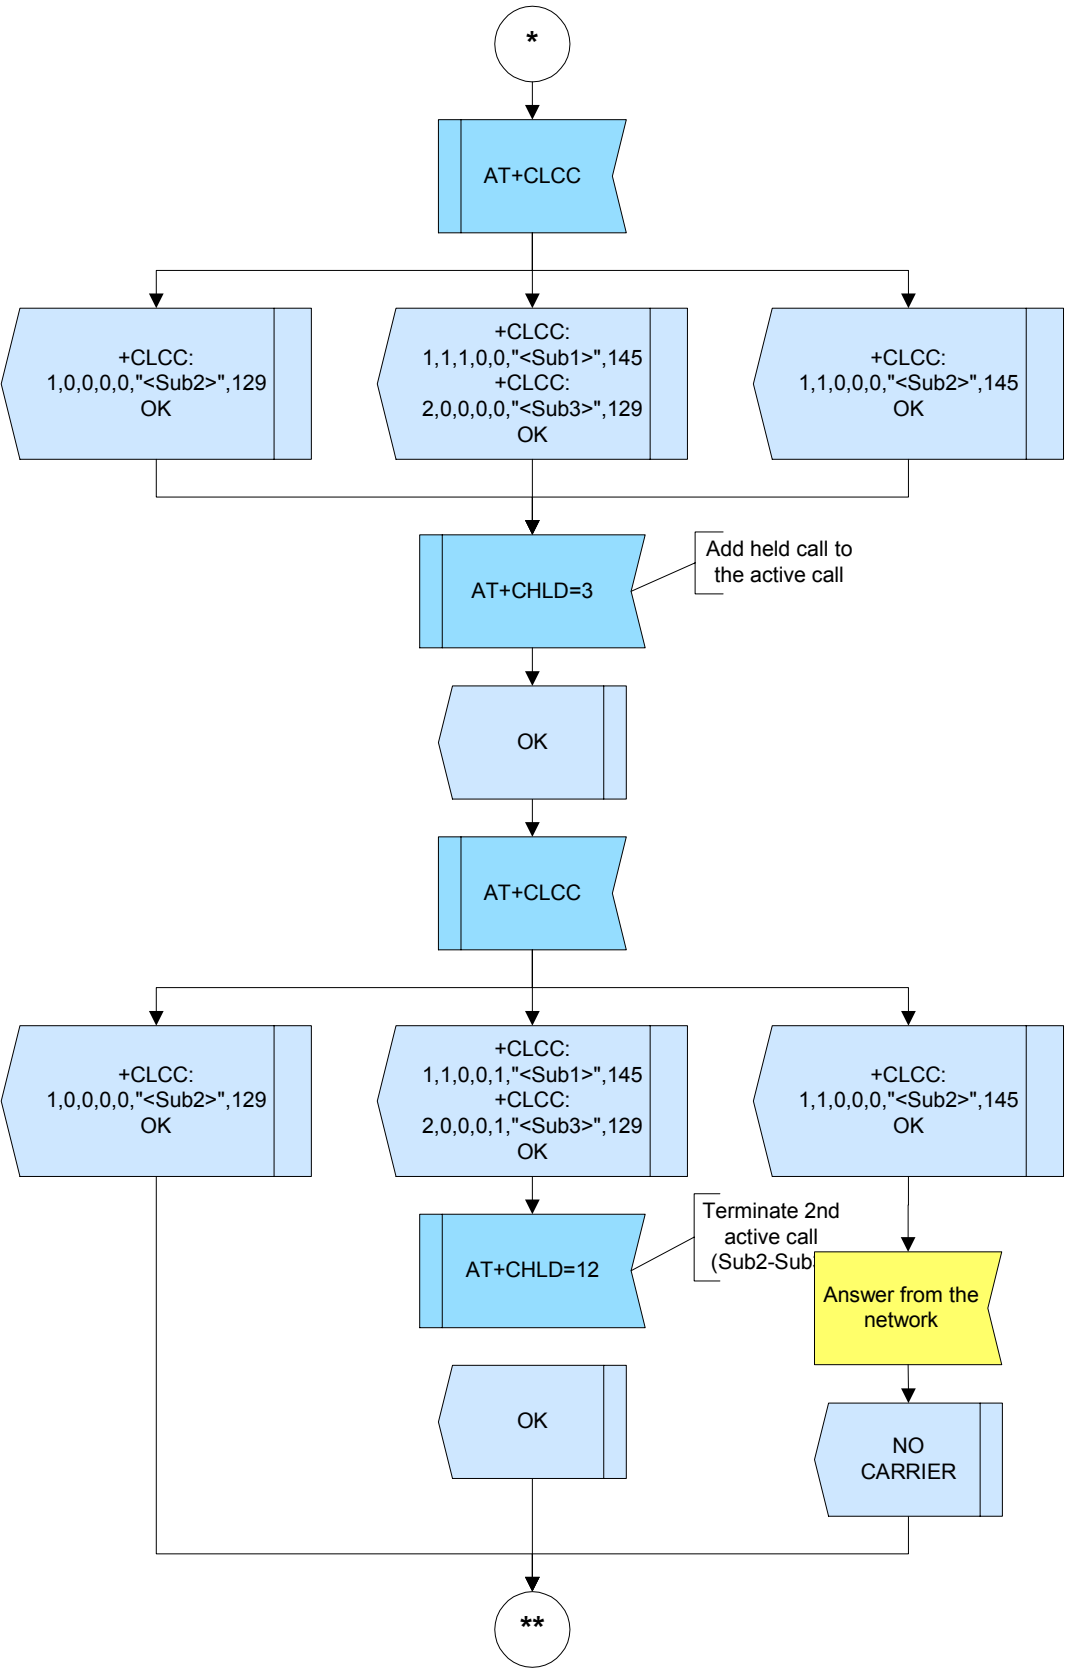 *
AT+CLCC
+CLCC:
1,0,0,0,0,"<Sub2>",129
OK
+CLCC:
1,1,1,0,0,"<Sub1>",145
+CLCC:
2,0,0,0,0,"<Sub3>",129
OK
+CLCC:
1,1,0,0,0,"<Sub2>",145
OK
AT+CHLD=3
Add held call to
the active call
OK
AT+CLCC
+CLCC:
1,0,0,0,0,"<Sub2>",129
OK
+CLCC:
1,1,0,0,1,"<Sub1>",145
+CLCC:
2,0,0,0,1,"<Sub3>",129
OK
+CLCC:
1,1,0,0,0,"<Sub2>",145
OK
AT+CHLD=12
Terminate 2nd
active call
(Sub2-Sub3
Answer from the
network
OK
NO
CARRIER
**